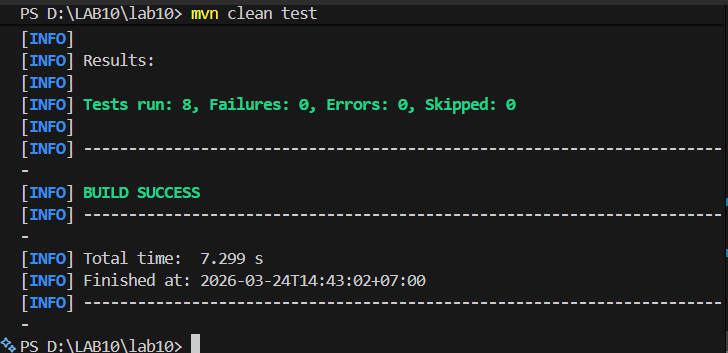 PS D:\LAB10\lab10> mvn clean test
[INFO]
[INFO] Results:
[INFO]
[INFO] Tests run: 8, Failures: 0, Errors: 0, Skipped: 0
[INFO]
[INFO] ------------------------------------------------------------------------
-
[INFO] BUILD SUCCESS
[INFO] ------------------------------------------------------------------------
-
[INFO] Total time:  7.299 s
[INFO] Finished at: 2026-03-24T14:43:02+07:00
[INFO] ------------------------------------------------------------------------
-
PS D:\LAB10\lab10>